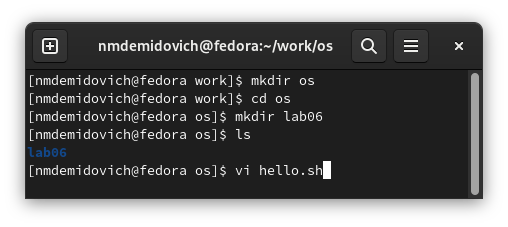 nmdemidovich@fedora:~/work/os
[nmdemidovich@fedora work]$ mkdir os
[nmdemidovich@fedora work]$ cd os
[nmdemidovich@fedora os]$ mkdir lab06
[nmdemidovich@fedora os]$ ls
lab06
[nmdemidovich@fedora os]$ vi hello.sh